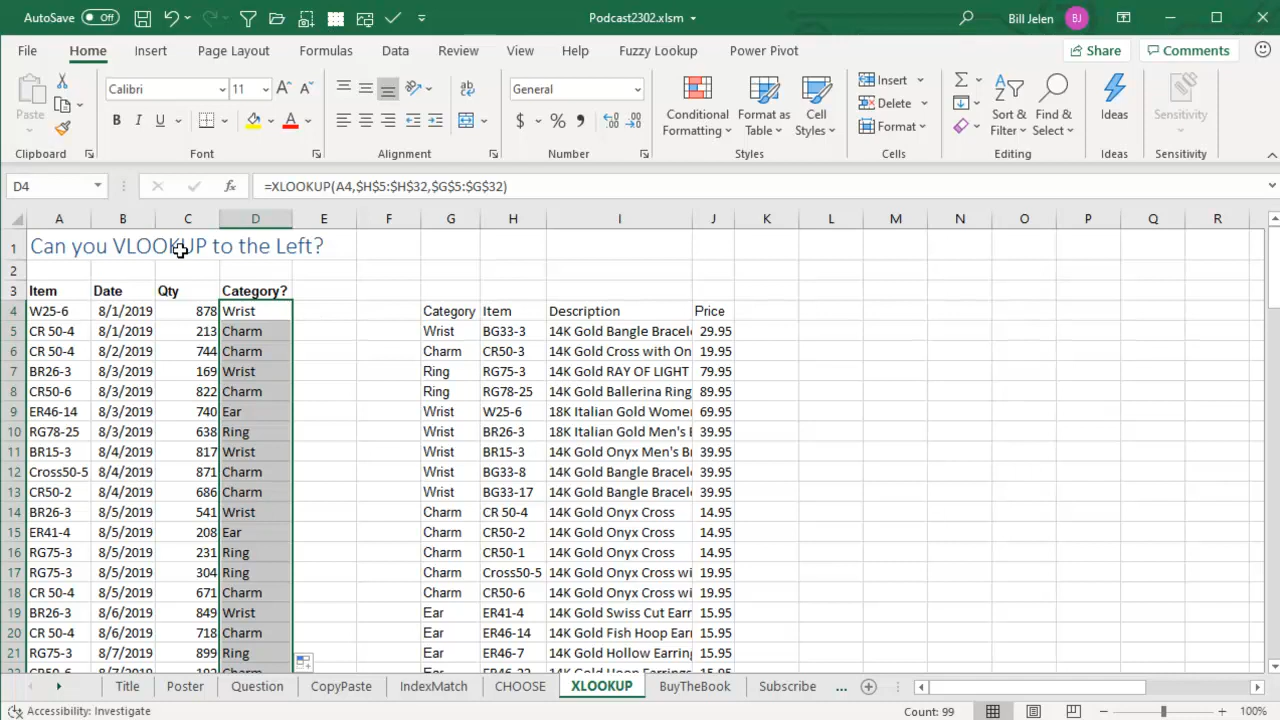 AutoSave Off Podcast2302.xlsm Bill Jelen BJ
File Home Insert Page Layout Formulas Data Review View Help Fuzzy Lookup Power Pivot Share Comments
Paste Calibri 11 General Conditional Formatting Format as Table Cell Styles Insert Delete Format Sort & Filter Find & Select Ideas Sensitivity
Clipboard Font Alignment Number Styles Cells Editing Ideas Sensitivity
D4 =XLOOKUP(A4,$H$5:$H$32,$G$5:$G$32)
A B C D E F G H I J K L M N O P Q R
1 Can you VLOOKUP to the Left?
2
3 Item Date Qty Category?
4 W25-6 8/1/2019 878 Wrist Category Item Description Price
5 CR 50-4 8/1/2019 213 Charm Wrist BG33-3 14K Gold Bangle Bracele 29.95
6 CR 50-4 8/2/2019 744 Charm Charm CR50-3 14K Gold Cross with On 19.95
7 BR26-3 8/3/2019 169 Wrist Ring RG75-3 14K Gold RAY OF LIGHT 79.95
8 CR50-6 8/3/2019 822 Charm Ring RG78-25 14K Gold Ballerina Ring 89.95
9 ER46-14 8/3/2019 740 Ear Wrist W25-6 18K Italian Gold Wome 69.95
10 RG78-25 8/3/2019 638 Ring Wrist BR26-3 18K Italian Gold Men's B 39.95
11 BR15-3 8/4/2019 817 Wrist Wrist BR15-3 14K Gold Onyx Men's B 39.95
12 Cross50-5 8/4/2019 871 Charm Wrist BG33-8 14K Gold Bangle Bracele 39.95
13 CR50-2 8/4/2019 686 Charm Wrist BG33-17 14K Gold Bangle Bracele 39.95
14 BR26-3 8/5/2019 541 Wrist Charm CR 50-4 14K Gold Onyx Cross 14.95
15 ER41-4 8/5/2019 208 Ear Charm CR50-2 14K Gold Onyx Cross 14.95
16 RG75-3 8/5/2019 231 Ring Charm CR50-1 14K Gold Onyx Cross 14.95
17 RG75-3 8/5/2019 304 Ring Charm Cross50-5 14K Gold Onyx Cross wi 19.95
18 CR 50-4 8/5/2019 671 Charm Charm CR50-6 14K Gold Onyx Cross wi 19.95
19 BR26-3 8/6/2019 849 Wrist Ear ER41-4 14K Gold Swiss Cut Earr 15.95
20 CR 50-4 8/6/2019 718 Charm Ear ER46-14 14K Gold Fish Hoop Ear 15.95
21 RG75-3 8/7/2019 899 Ring Ear ER46-7 14K Gold Hollow Earring 15.95
Title Poster Question CopyPaste IndexMatch CHOOSE XLOOKUP BuyTheBook Subscribe ...
Accessibility: Investigate Count: 99 100%